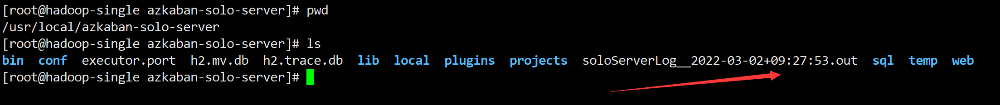 [root@hadoop-single azkaban-solo-server]# pwd
/usr/local/azkaban-solo-server
[root@hadoop-single azkaban-solo-server]# ls
bin  conf  executor.port  h2.mv.db  h2.trace.db  lib  local  plugins  projects  soloServerLog__2022-03-02+09:27:53.out  sql  temp  web
[root@hadoop-single azkaban-solo-server]#